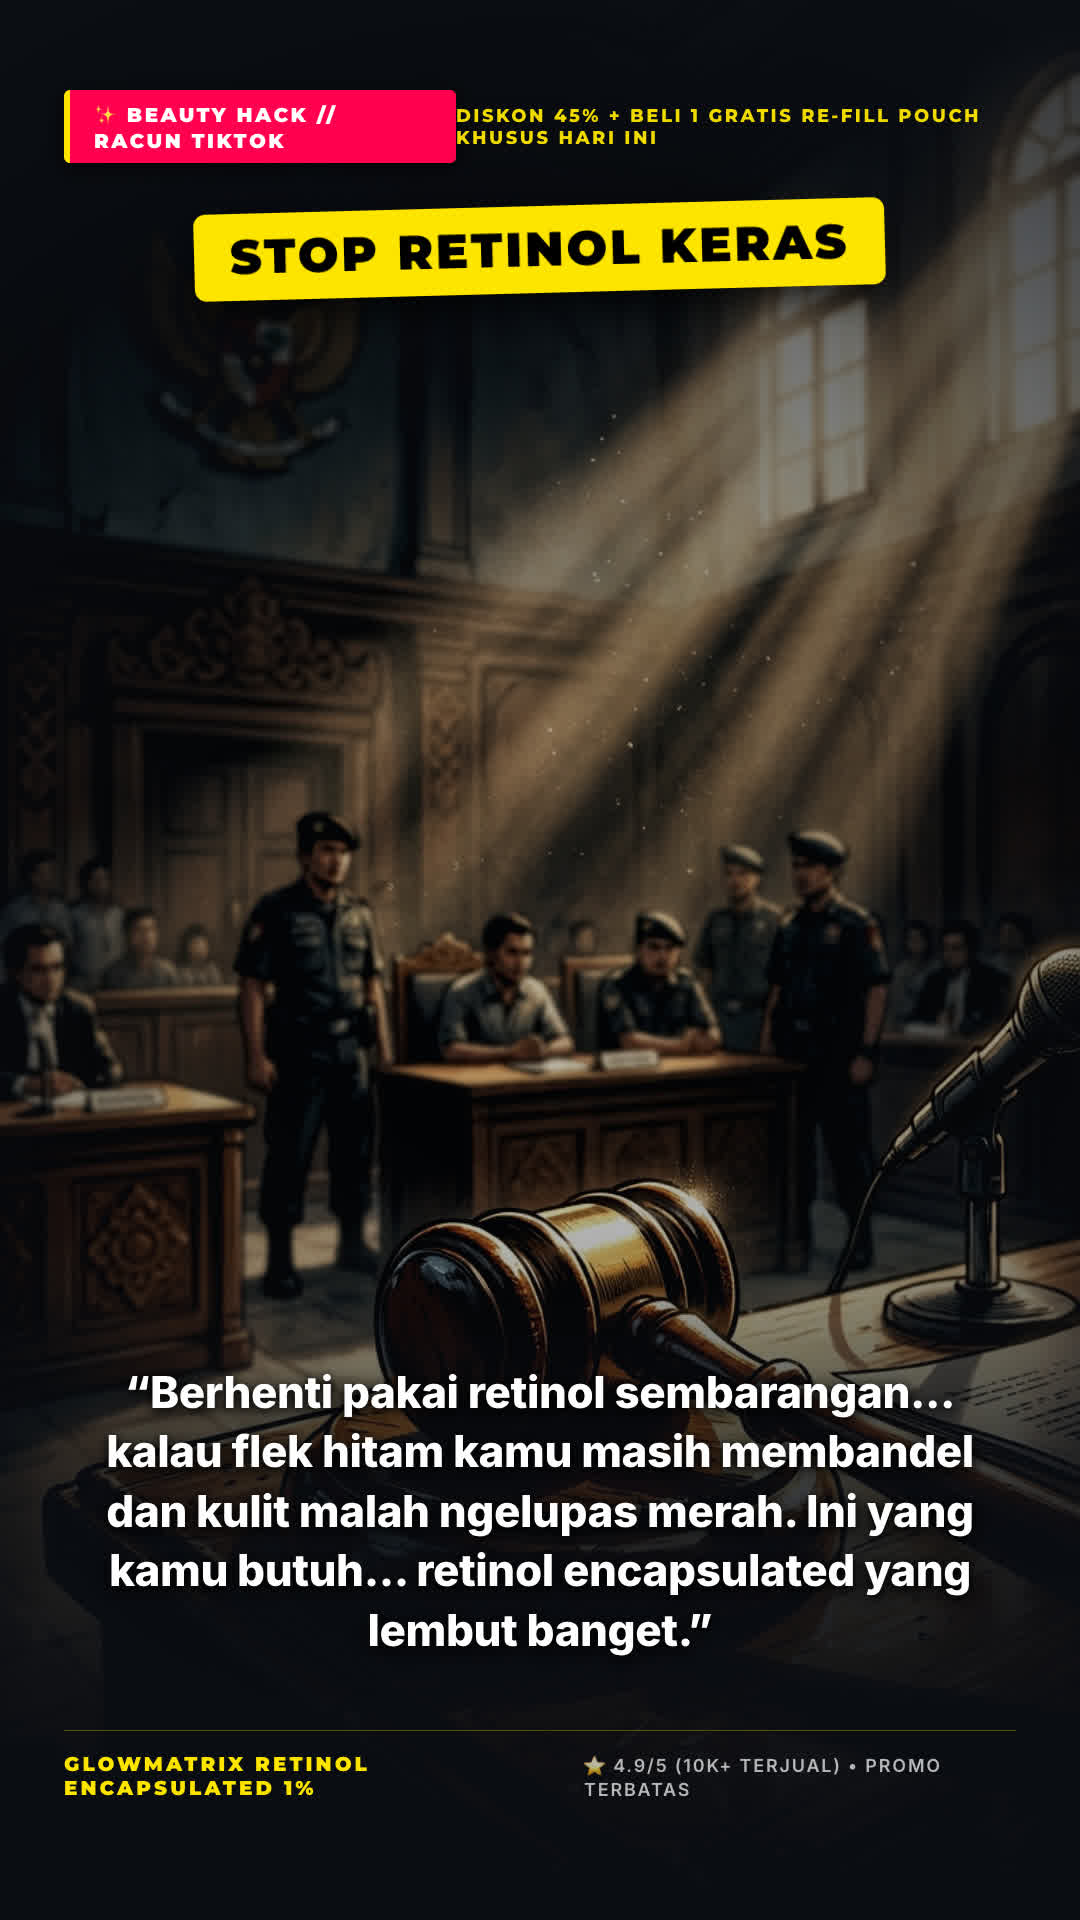 ✨ BEAUTY HACK //
RACUN TIKTOK
DISKON 45% + BELI 1 GRATIS RE-FILL POUCH
KHUSUS HARI INI
STOP RETINOL KERAS
“Berhenti pakai retinol sembarangan...
kalau flek hitam kamu masih membandel
dan kulit malah ngelupas merah. Ini yang
kamu butuh... retinol encapsulated yang
lembut banget.”
GLOWMATRIX RETINOL
ENCAPSULATED 1%
⭐ 4.9/5 (10K+ TERJUAL) • PROMO
TERBATAS